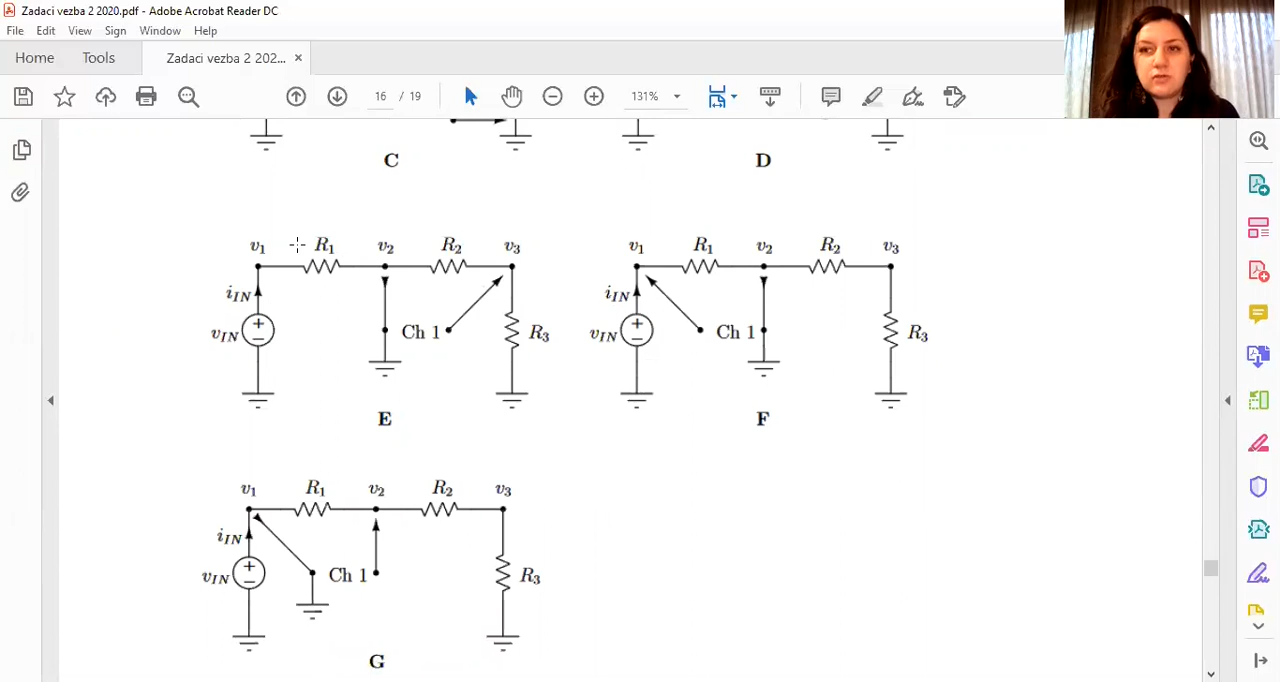 Zadaci vezba 2 2020.pdf - Adobe Acrobat Reader DC
File Edit View Window Help
Home Tools Zadaci vezba 2 202... ×
16 / 19 131%
C D
v1 R1 v2 R2 v3 v1 R1 v2 R2 v3
iIN iIN
vIN + − Ch 1 R3 vIN + − Ch 1 R3
E F
v1 R1 v2 R2 v3
iIN
vIN + − Ch 1 R3
G